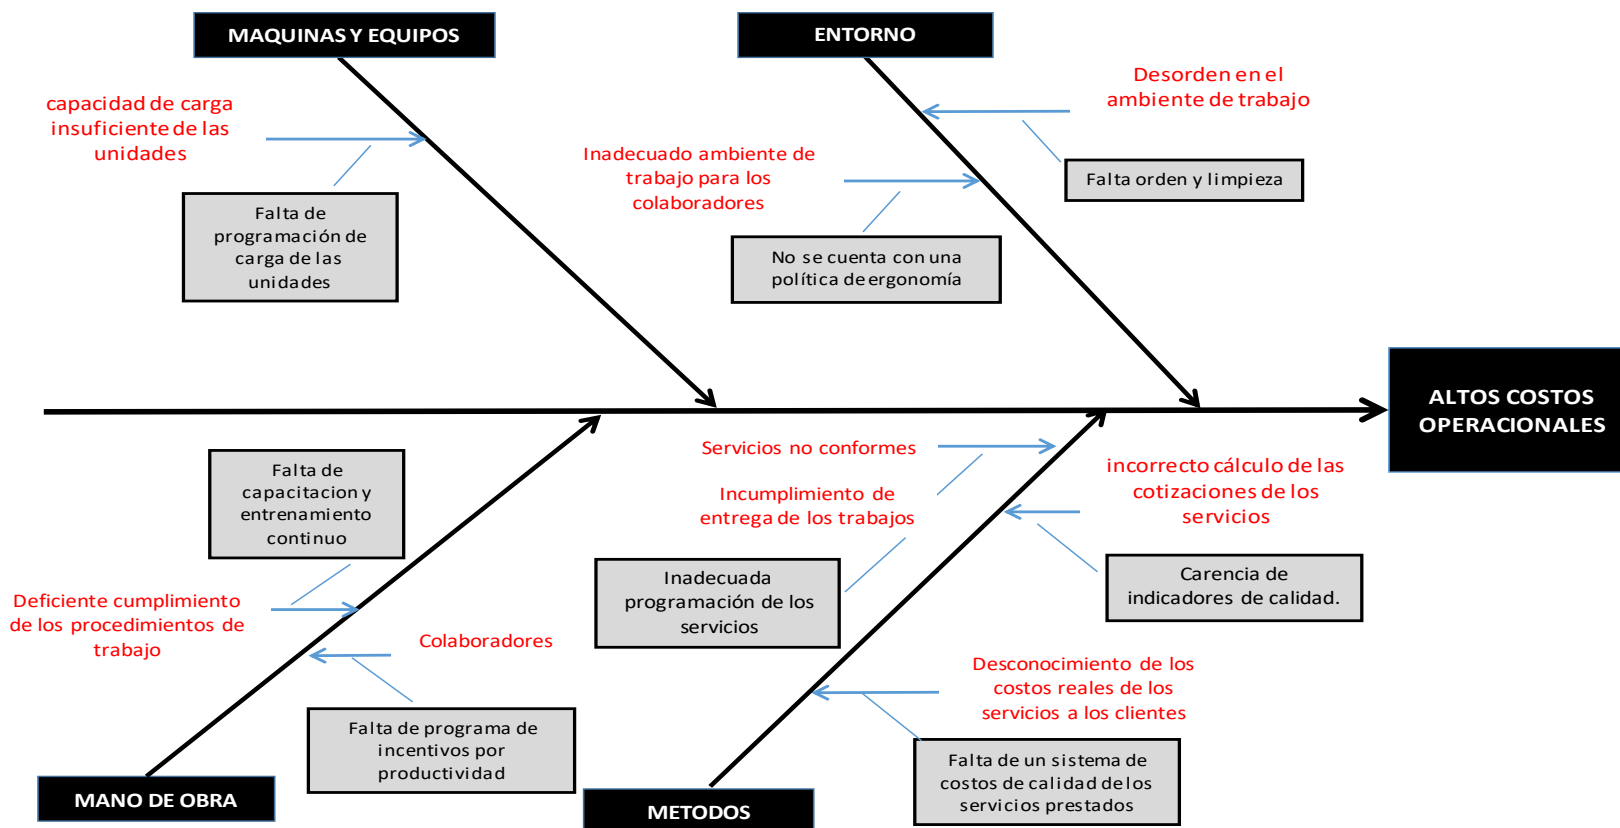 MAQUINAS Y EQUIPOS
ENTORNO
capacidad de carga
insuficiente de las
unidades
Falta de
programación de
carga de las
unidades
Inadecuado ambiente de
trabajo para los
colaboradores
No se cuenta con una
política de ergonomía
Desorden en el
ambiente de trabajo
Falta orden y limpieza
ALTOS COSTOS
OPERACIONALES
Falta de
capacitacion y
entrenamiento
continuo
Deficiente cumplimiento
de los procedimientos de
trabajo
Colaboradores
Falta de programa de
incentivos por
productividad
MANO DE OBRA
Servicios no conformes
Incumplimiento de
entrega de los trabajos
Inadecuada
programación de los
servicios
incorrecto cálculo de las
cotizaciones de los
servicios
Carencia de
indicadores de calidad.
Desconocimiento de los
costos reales de los
servicios a los clientes
Falta de un sistema de
costos de calidad de los
servicios prestados
METODOS